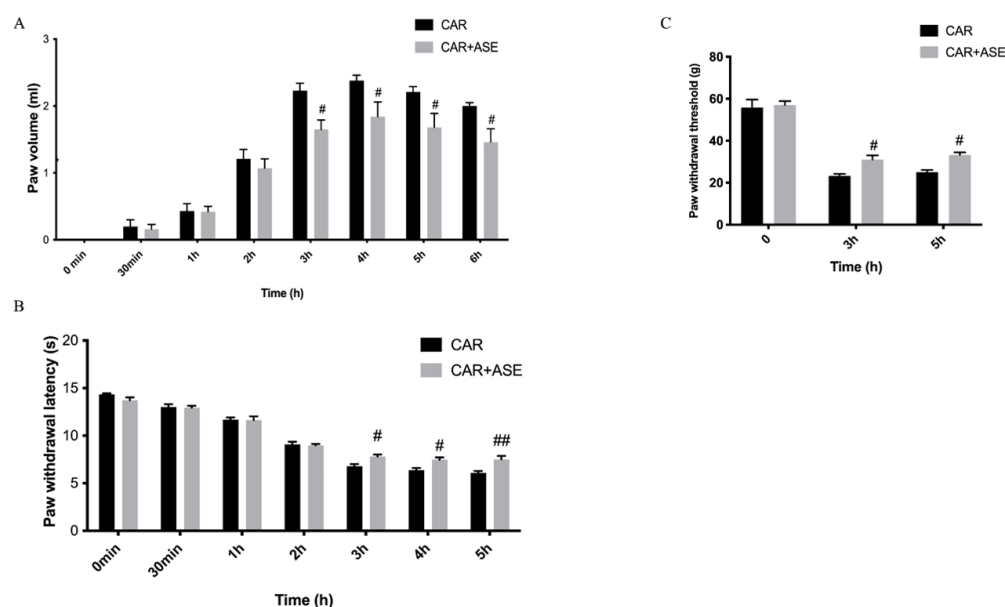 A
CAR
CAR+ASE
Paw volume (ml)
3
2
1
0
#
#
#
#
0 min
30min
1h
2h
3h
4h
5h
6h
Time (h)
C
CAR
CAR+ASE
Paw withdrawal threshold (g)
80
60
40
20
0
#
#
0
3h
5h
Time (h)
B
CAR
CAR+ASE
Paw withdrawal latency (s)
20
15
10
5
0
#
#
##
0min
30min
1h
2h
3h
4h
5h
Time (h)